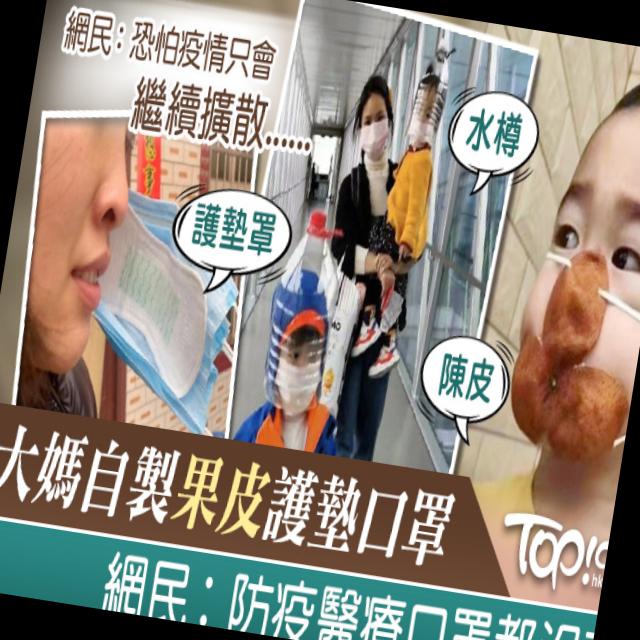 網民：恐怕疫情只會
繼續擴散......
水樽
護墊罩
陳皮
大媽自製果皮護墊口罩
TOP!
hk
網民：防疫醫療口罩都